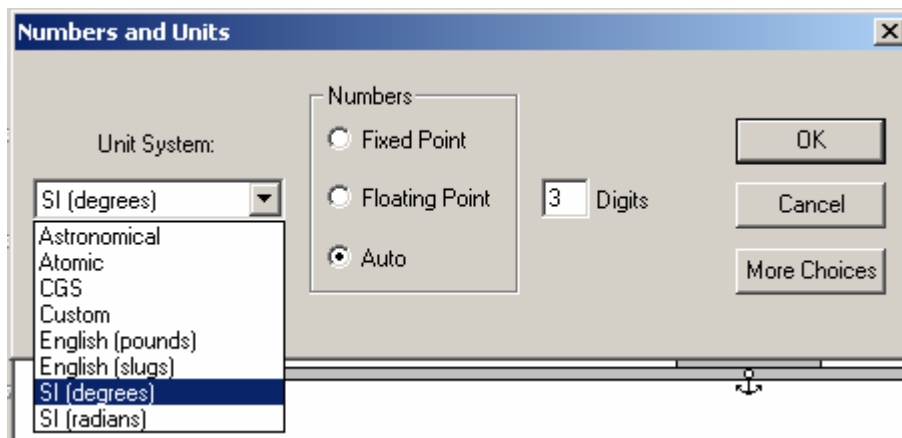 Numbers and Units
Numbers
Unit System:
Fixed Point
OK
SI (degrees)
Floating Point
3 Digits
Cancel
Astronomical
Atomic
Auto
More Choices
CGS
Custom
English (pounds)
English (slugs)
SI (degrees)
SI (radians)